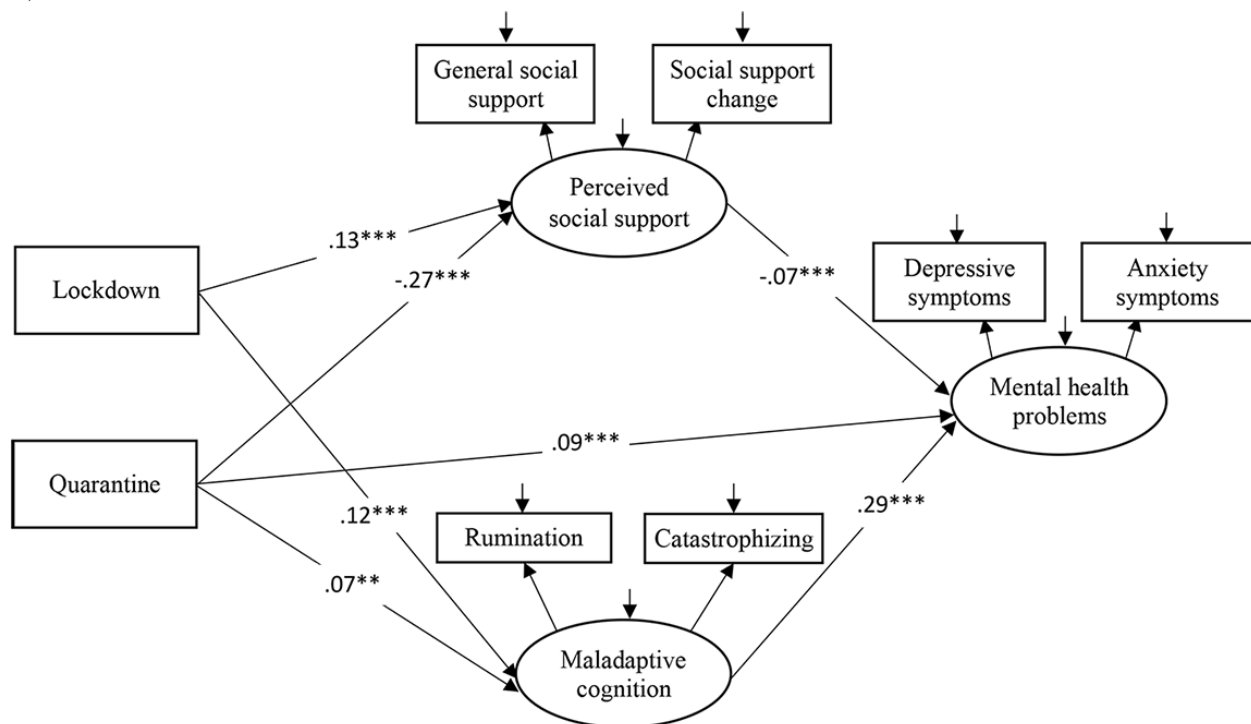 General social
support
Social support
change
Perceived
social support
.13***
-.27***
-.07***
Lockdown
Depressive
symptoms
Anxiety
symptoms
Mental health
problems
.09***
Quarantine
.12***
.29***
Rumination
Catastrophizing
.07**
Maladaptive
cognition